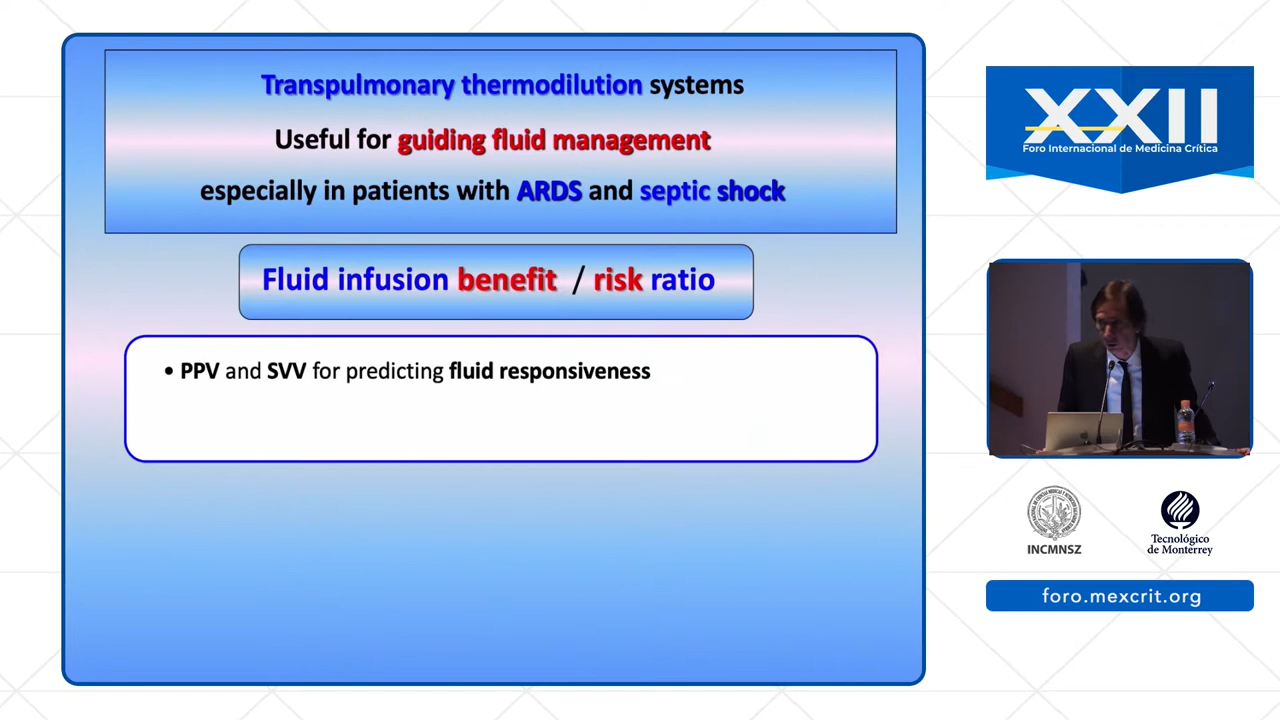 Transpulmonary thermodilution systems
Useful for guiding fluid management
especially in patients with ARDS and septic shock
Fluid infusion benefit / risk ratio
• PPV and SVV for predicting fluid responsiveness
XXII
Foro Internacional de Medicina Crítica
INCMNSZ
Tecnológico
de Monterrey
foro.mexcrit.org